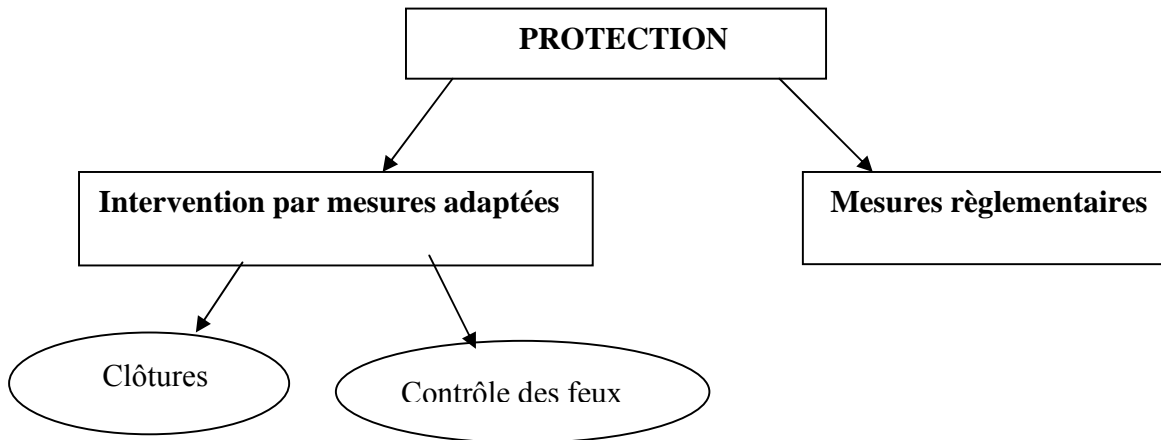 PROTECTION
Intervention par mesures adaptées
Mesures règlementaires
Clôtures
Contrôle des feux